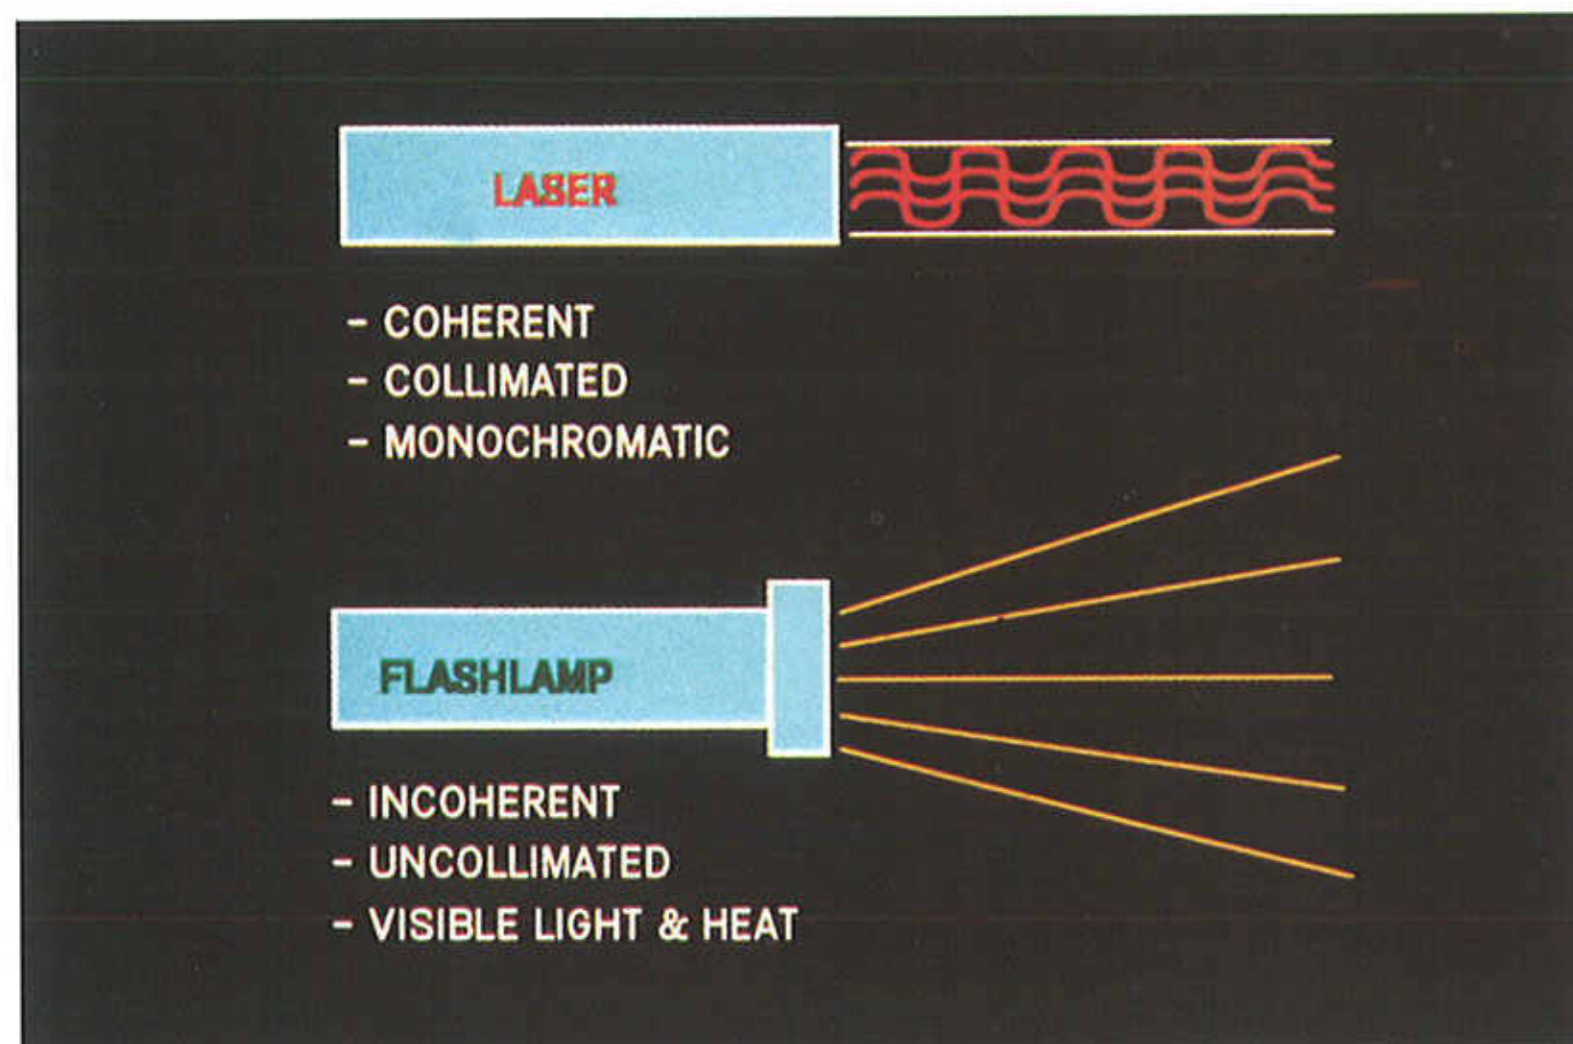 LASER
- COHERENT
- COLLIMATED
- MONOCHROMATIC
FLASHLAMP
- INCOHERENT
- UNCOLLIMATED
- VISIBLE LIGHT & HEAT